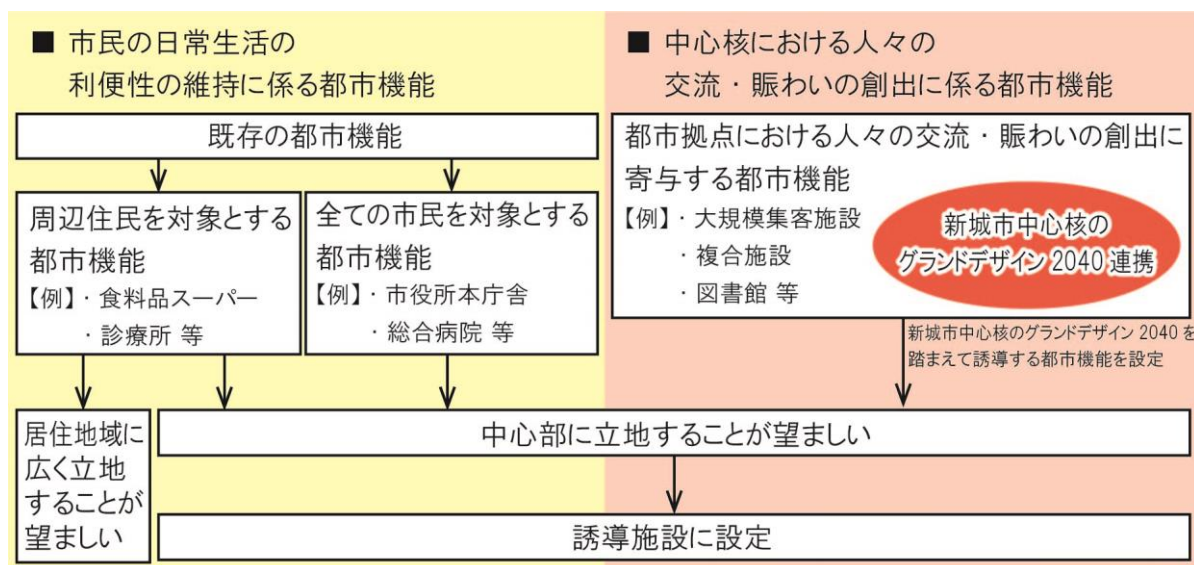 ■ 市民の日常生活の
利便性の維持に係る都市機能
既存の都市機能
周辺住民を対象とする
都市機能
【例】・食料品スーパー
・診療所 等
全ての市民を対象とする
都市機能
【例】・市役所本庁舎
・総合病院 等
■ 中心核における人々の
交流・賑わいの創出に係る都市機能
都市拠点における人々の交流・賑わいの創出に
寄与する都市機能
【例】・大規模集客施設
・複合施設
・図書館 等
新城市中心核の
グランドデザイン2040連携
新城市中心核のグランドデザイン2040を
踏まえて誘導する都市機能を設定
居住地域に
広く立地
することが
望ましい
中心部に立地することが望ましい
誘導施設に設定